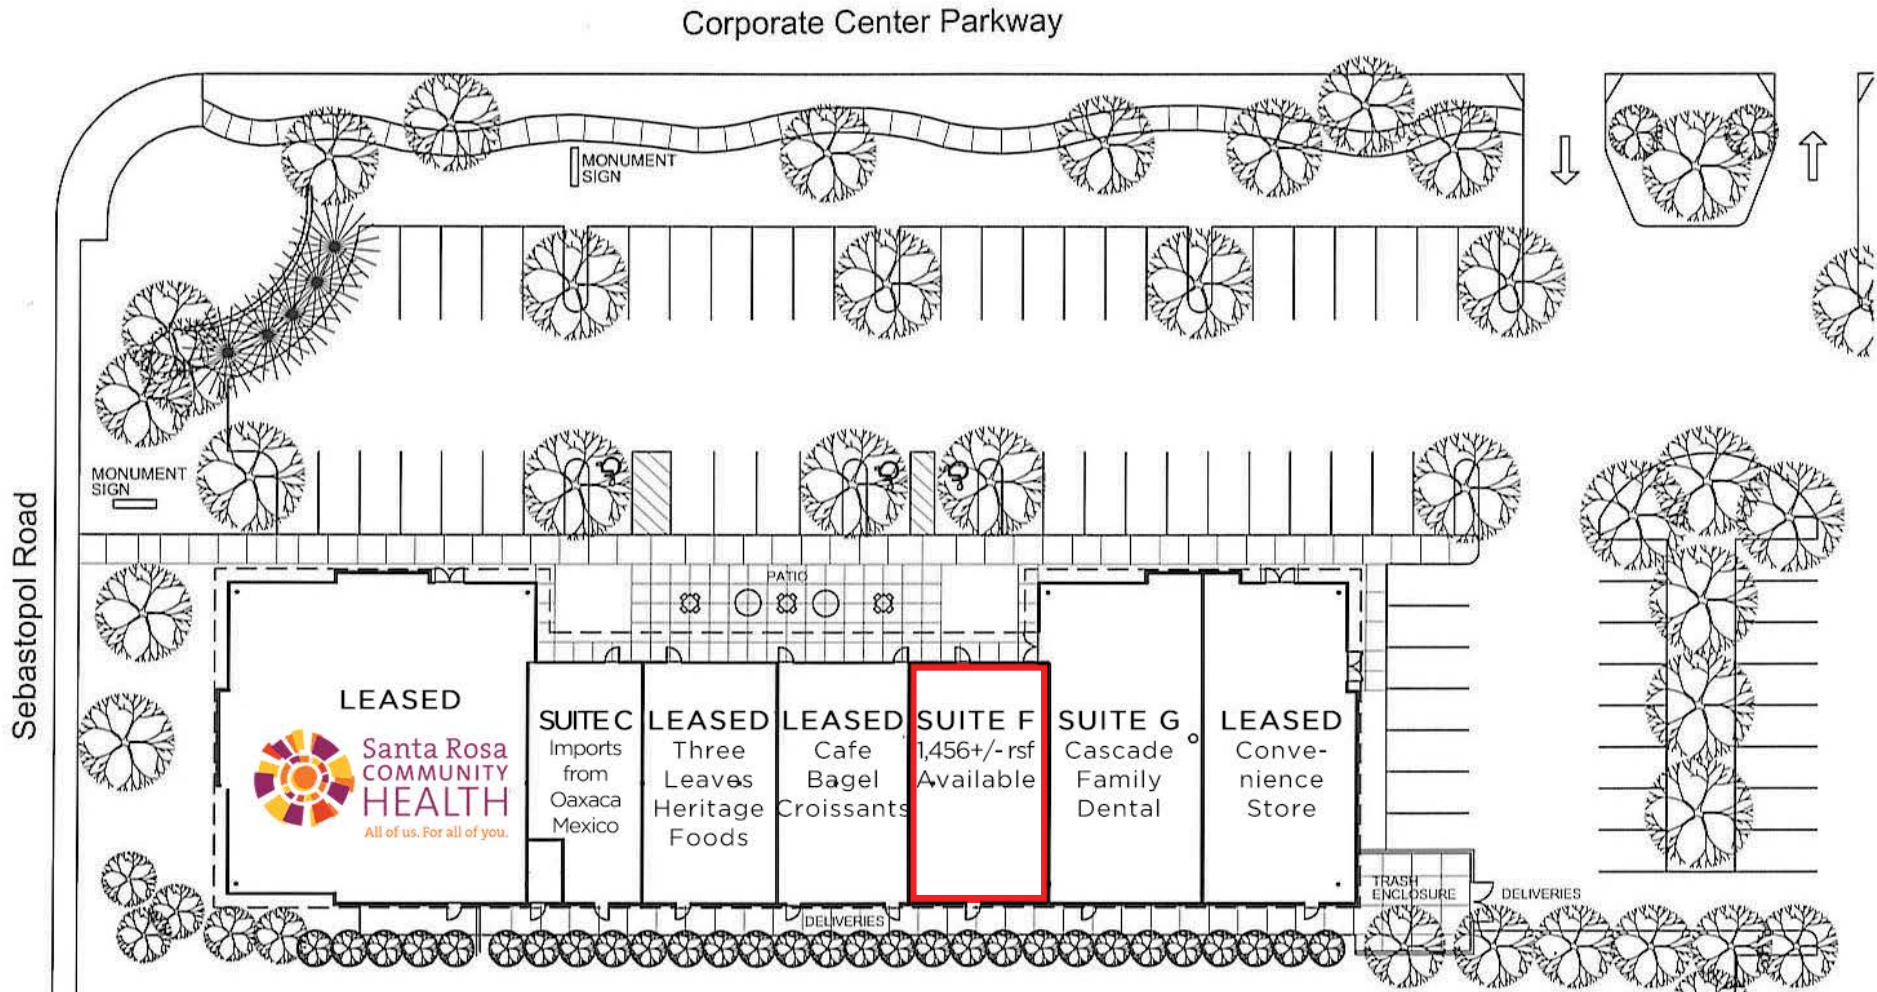 Corporate Center Parkway
MONUMENT
SIGN
MONUMENT
SIGN
Sebastopol Road
PATIO
LEASED
Santa Rosa
COMMUNITY
HEALTH
All of us. For all of you.
SUITE C
Imports
from
Oaxaca
Mexico
LEASED
Three
Leaves
Heritage
Foods
LEASED
Cafe
Bagel
Croissants
SUITE F
1,456+/- rsf
Available
SUITE G
Cascade
Family
Dental
LEASED
Conve-
nience
Store
TRASH
ENCLOSURE
DELIVERIES
DELIVERIES